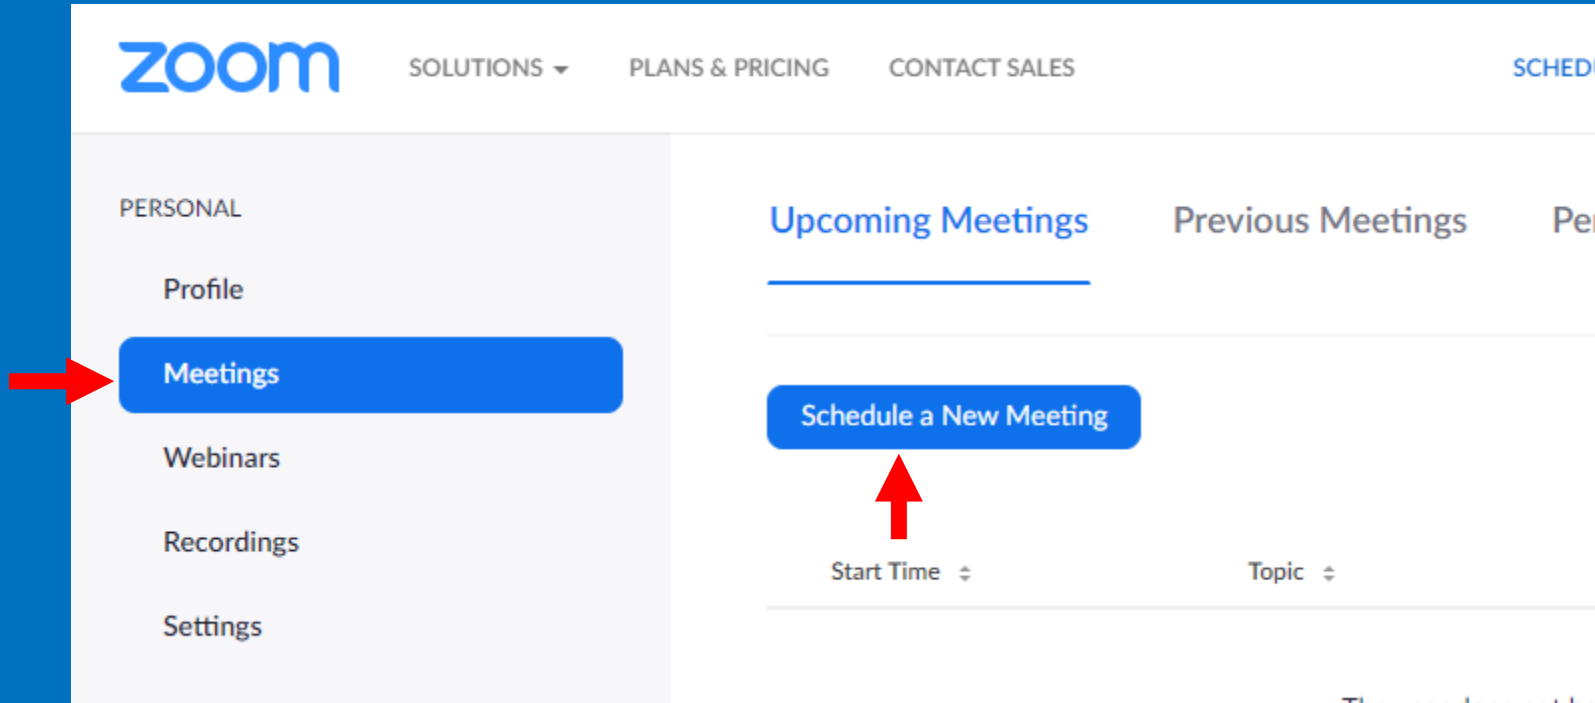 zoom SOLUTIONS PLANS & PRICING CONTACT SALES
PERSONAL
Profile
Meetings
Webinars
Recordings
Settings
Upcoming Meetings Previous Meetings
Schedule a New Meeting
Start Time Topic